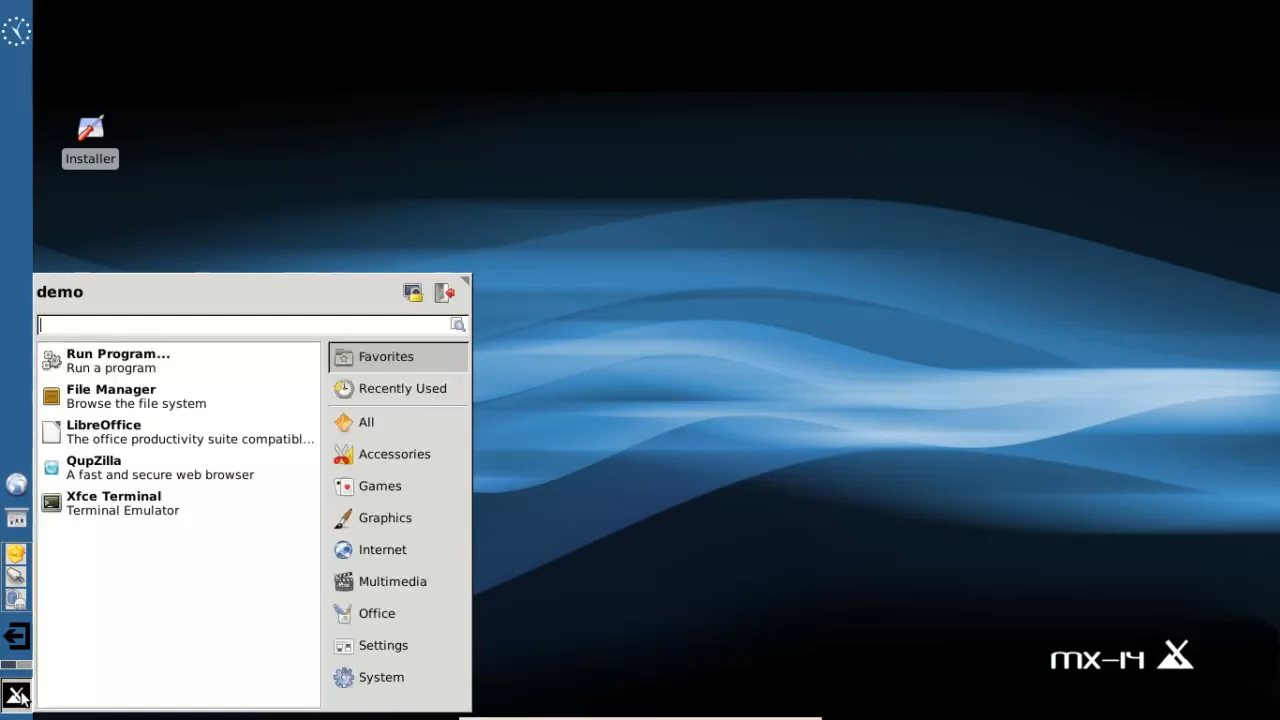 Installer
demo
Run Program...
Run a program
File Manager
Browse the file system
LibreOffice
The office productivity suite compatibl...
QupZilla
A fast and secure web browser
Xfce Terminal
Terminal Emulator
Favorites
Recently Used
All
Accessories
Games
Graphics
Internet
Multimedia
Office
Settings
System
mx-14